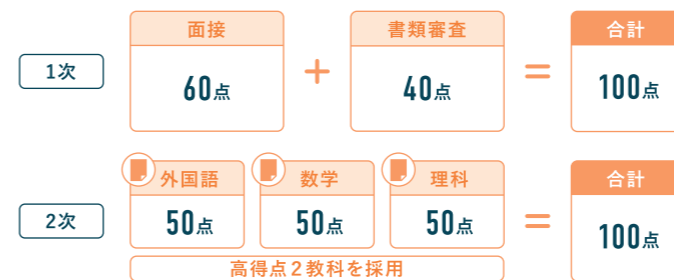 面接 書類審査 合計
1次 60点 + 40点 = 100点
外国語 数学 理科 合計
2次 50点 50点 50点 = 100点
高得点2教科を採用